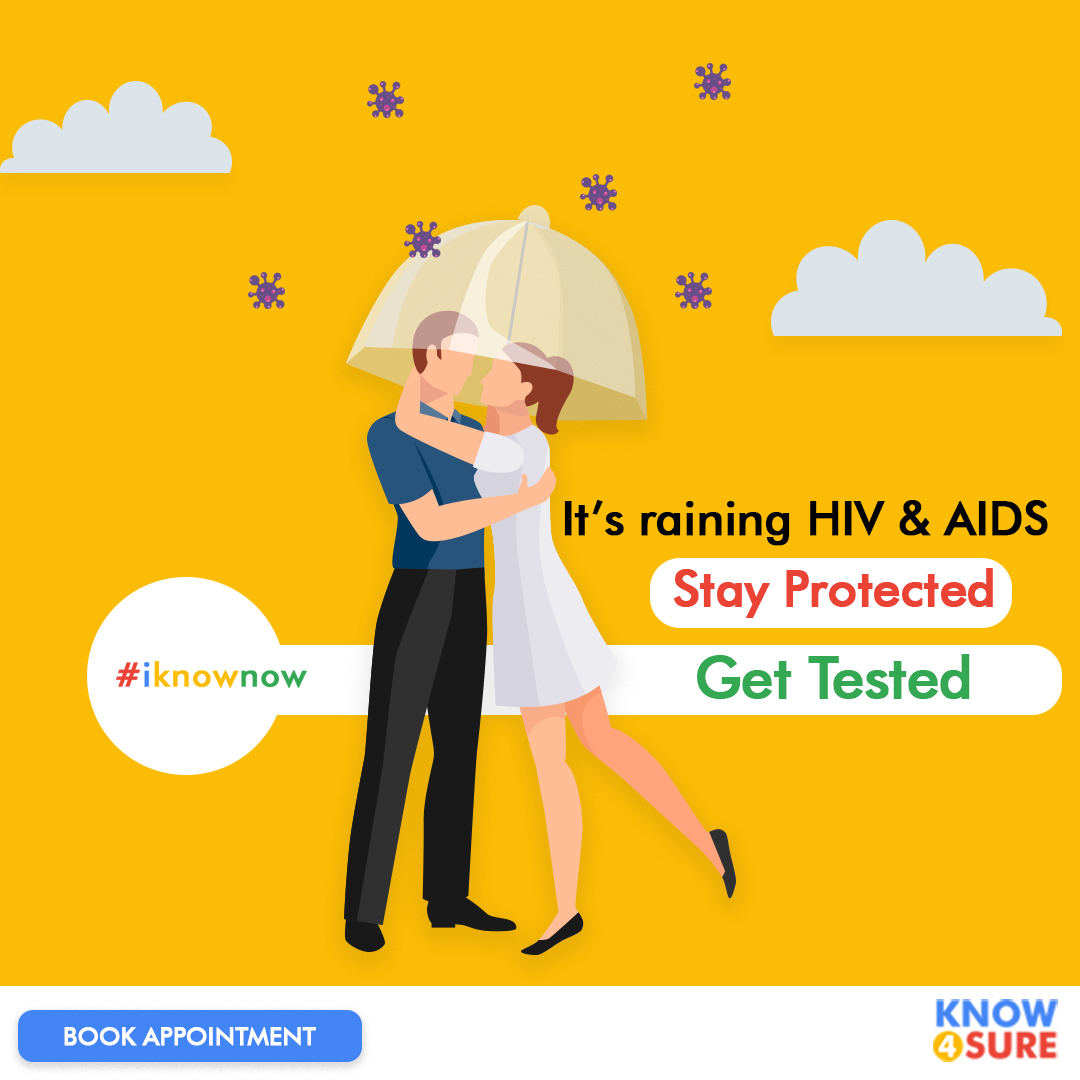 It's raining HIV & AIDS
Stay Protected
#iknownow
Get Tested
BOOK APPOINTMENT
KNOW
4SURE